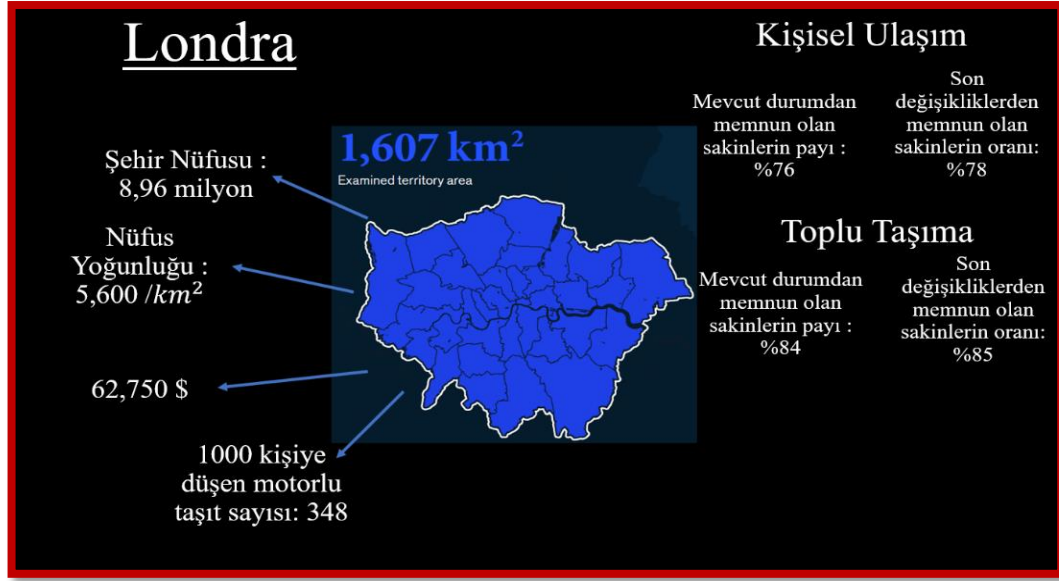 Londra
Şehir Nüfusu :
8,96 milyon
Nüfus
Yoğunluğu :
5,600 /km²
62,750 $
1000 kişiye
düşen motorlu
taşıt sayısı: 348
1,607 km²
Examined territory area
Kişisel Ulaşım
Mevcut durumdan
memnun olan
sakinlerin payı :
%76
Son
değişikliklerden
memnun olan
sakinlerin oranı:
%78
Toplu Taşıma
Mevcut durumdan
memnun olan
sakinlerin payı :
%84
Son
değişikliklerden
memnun olan
sakinlerin oranı:
%85